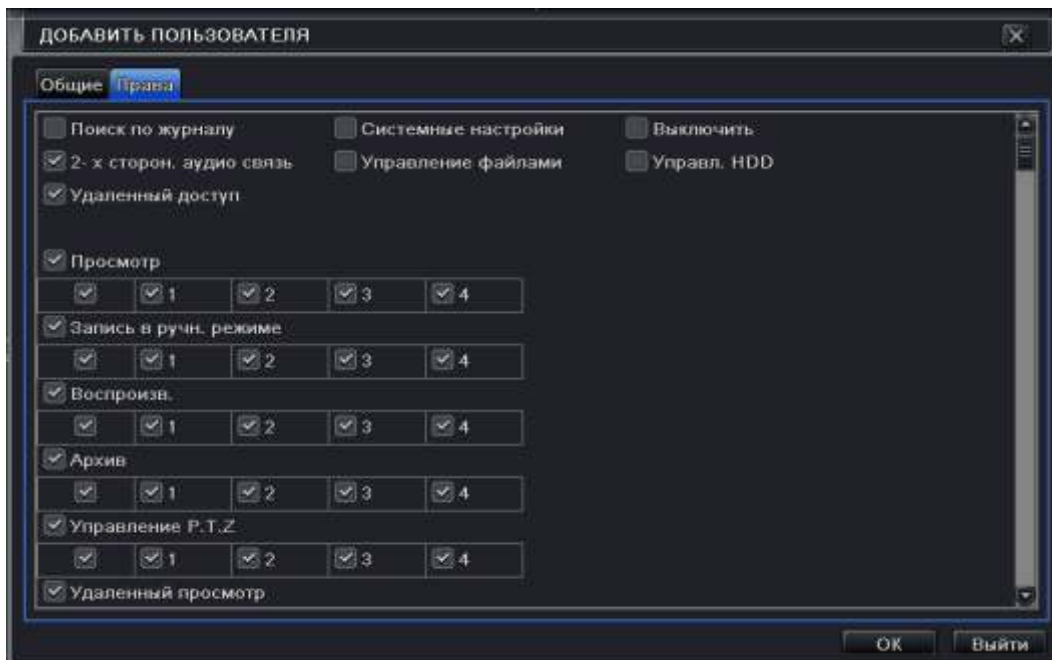 ДОБАВИТЬ ПОЛЬЗОВАТЕЛЯ
Общие Права
Поиск по журналу Системные настройки Выключить
2- х сторон. аудио связь Управление файлами Управл. HDD
Удаленный доступ
Просмотр
1 2 3 4
Запись в ручн. режиме
1 2 3 4
Воспроизв.
1 2 3 4
Архив
1 2 3 4
Управление P.T.Z
1 2 3 4
Удаленный просмотр
OK Выйти